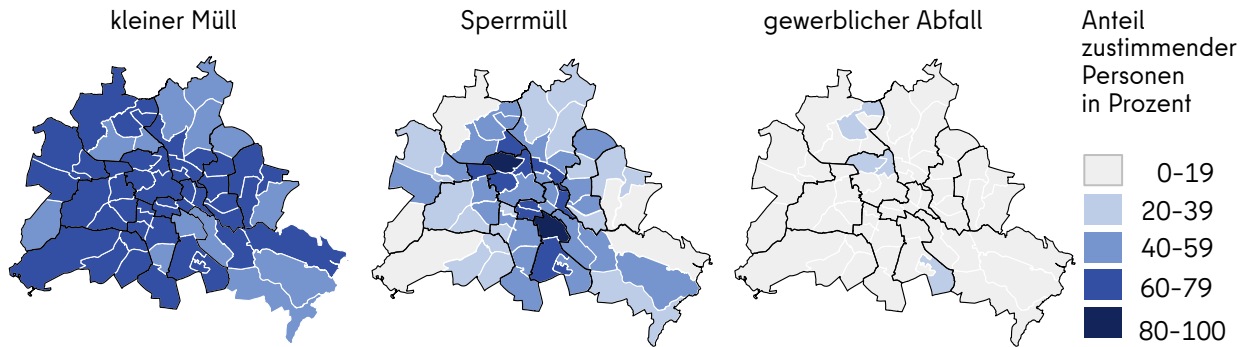 kleiner Müll
Sperrmüll
gewerblicher Abfall
Anteil
zustimmender
Personen
in Prozent
0–19
20–39
40–59
60–79
80–100